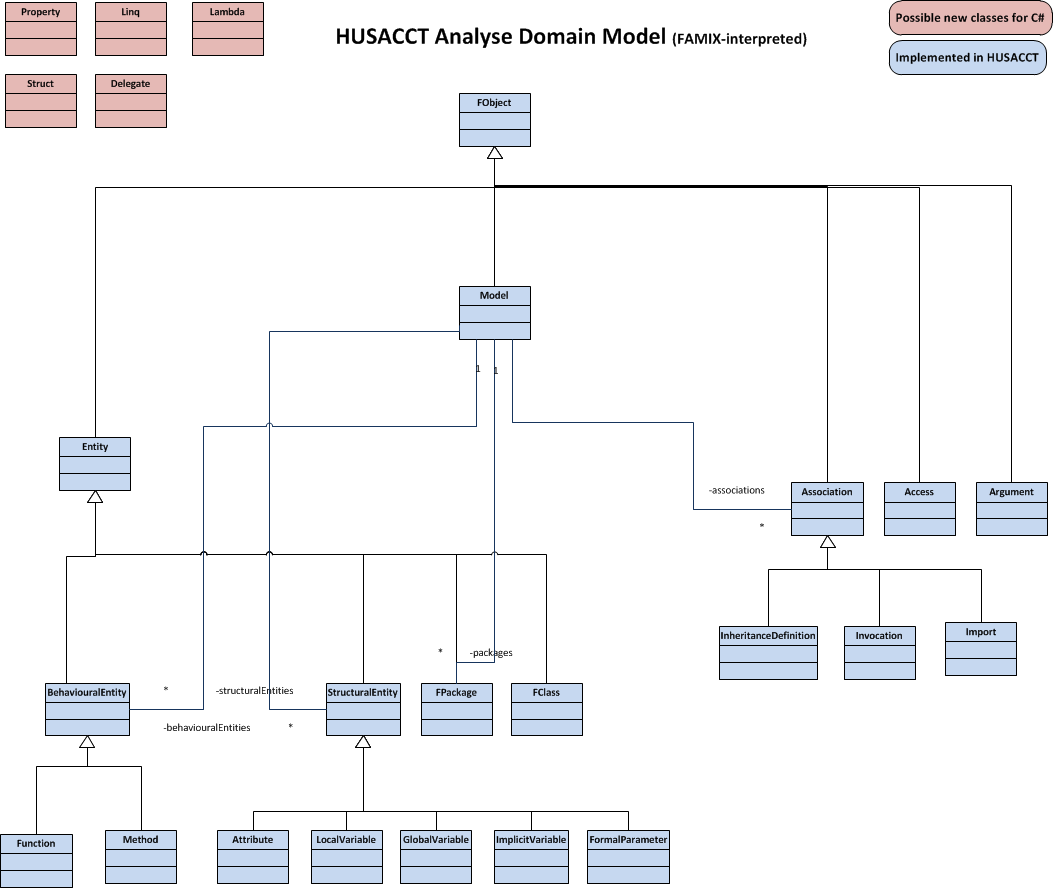 Property
Linq
Lambda
HUSACCT Analyse Domain Model (FAMIX-interpreted)
Possible new classes for C#
Implemented in HUSACCT
Struct
Delegate
FObject
Model
1
1
Entity
-associations
*
Association
Access
Argument
InheritanceDefinition
Invocation
Import
*
-packages
*
-structuralEntities
BehaviouralEntity
StructuralEntity
FPackage
FClass
-behaviouralEntities
*
Function
Method
Attribute
LocalVariable
GlobalVariable
ImplicitVariable
FormalParameter